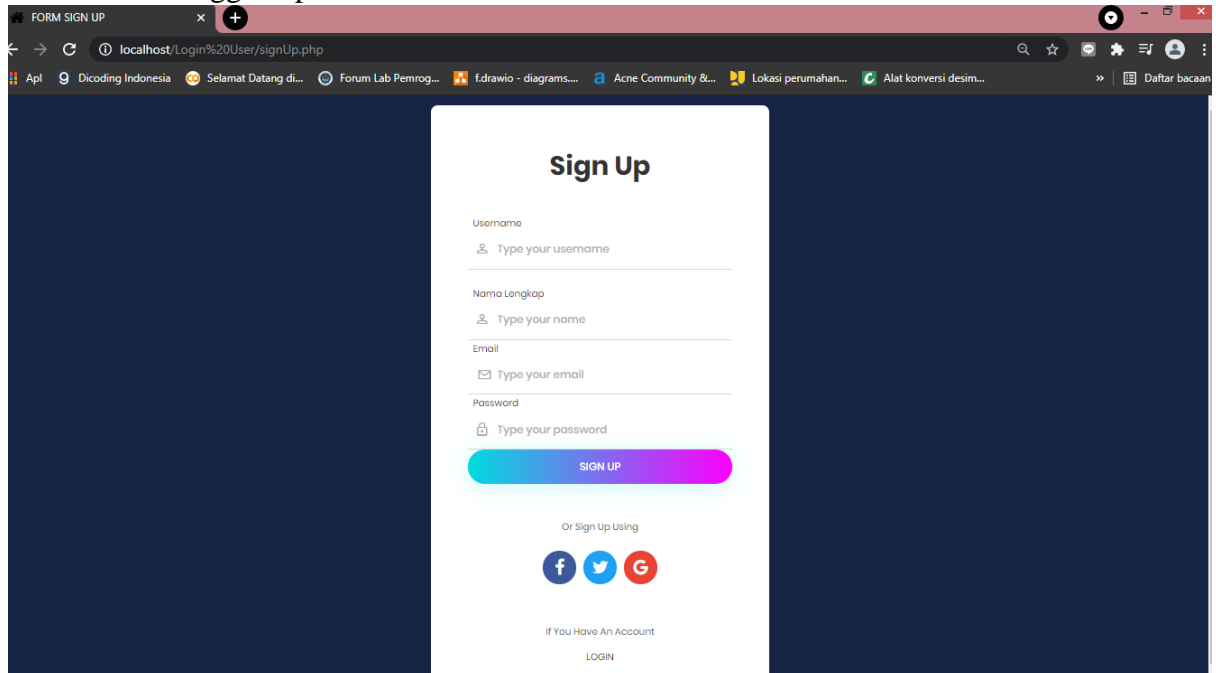 FORM SIGN UP
localhost/Login%20User/signUp.php
Apl Dicoding Indonesia Selamat Datang di... Forum Lab Pemrog... f.drawio - diagrams.... Acne Community &... Lokasi perumahan... Alat konversi desim... » Daftar bacaan
Sign Up
Username
Type your username
Nama Lengkap
Type your name
Email
Type your email
Password
Type your password
SIGN UP
Or Sign Up Using
If You Have An Account
LOGIN